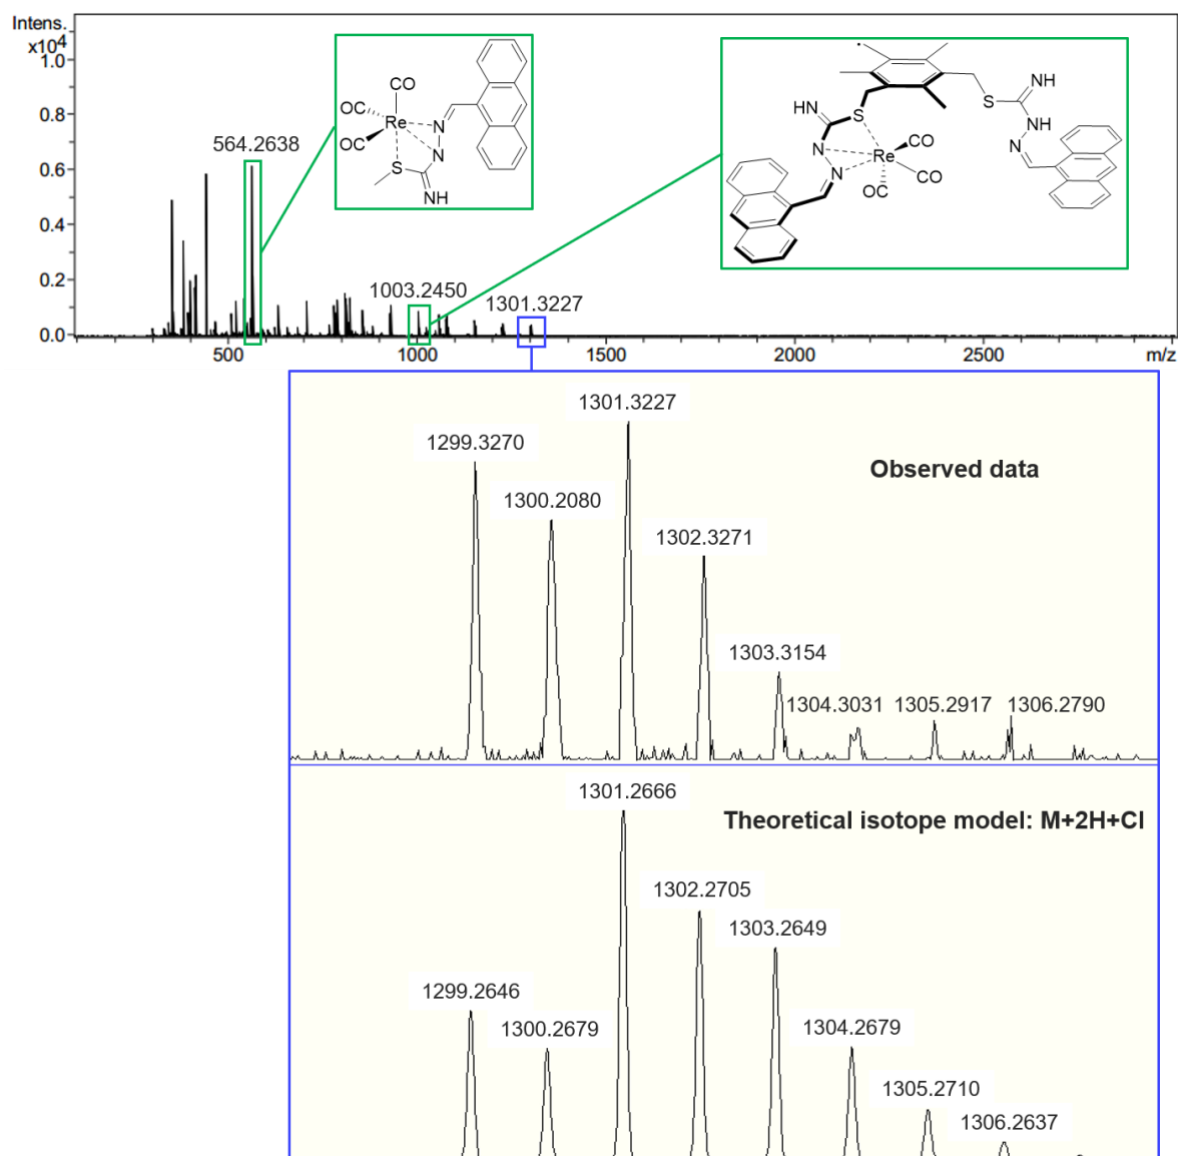 Intens.
x10⁴
1.0
0.8
0.6
0.4
0.2
0.0
500
1000
1500
2000
2500
m/z
564.2638
1003.2450
1301.3227
CO
OC
Re
OC
N
N
S
NH
NH
S
NH
N
HN
S
N
N
Re
CO
CO
OC
1301.3227
1299.3270
1300.2080
1302.3271
1303.3154
1304.3031
1305.2917
1306.2790
Observed data
1301.2666
Theoretical isotope model: M+2H+Cl
1302.2705
1303.2649
1299.2646
1300.2679
1304.2679
1305.2710
1306.2637